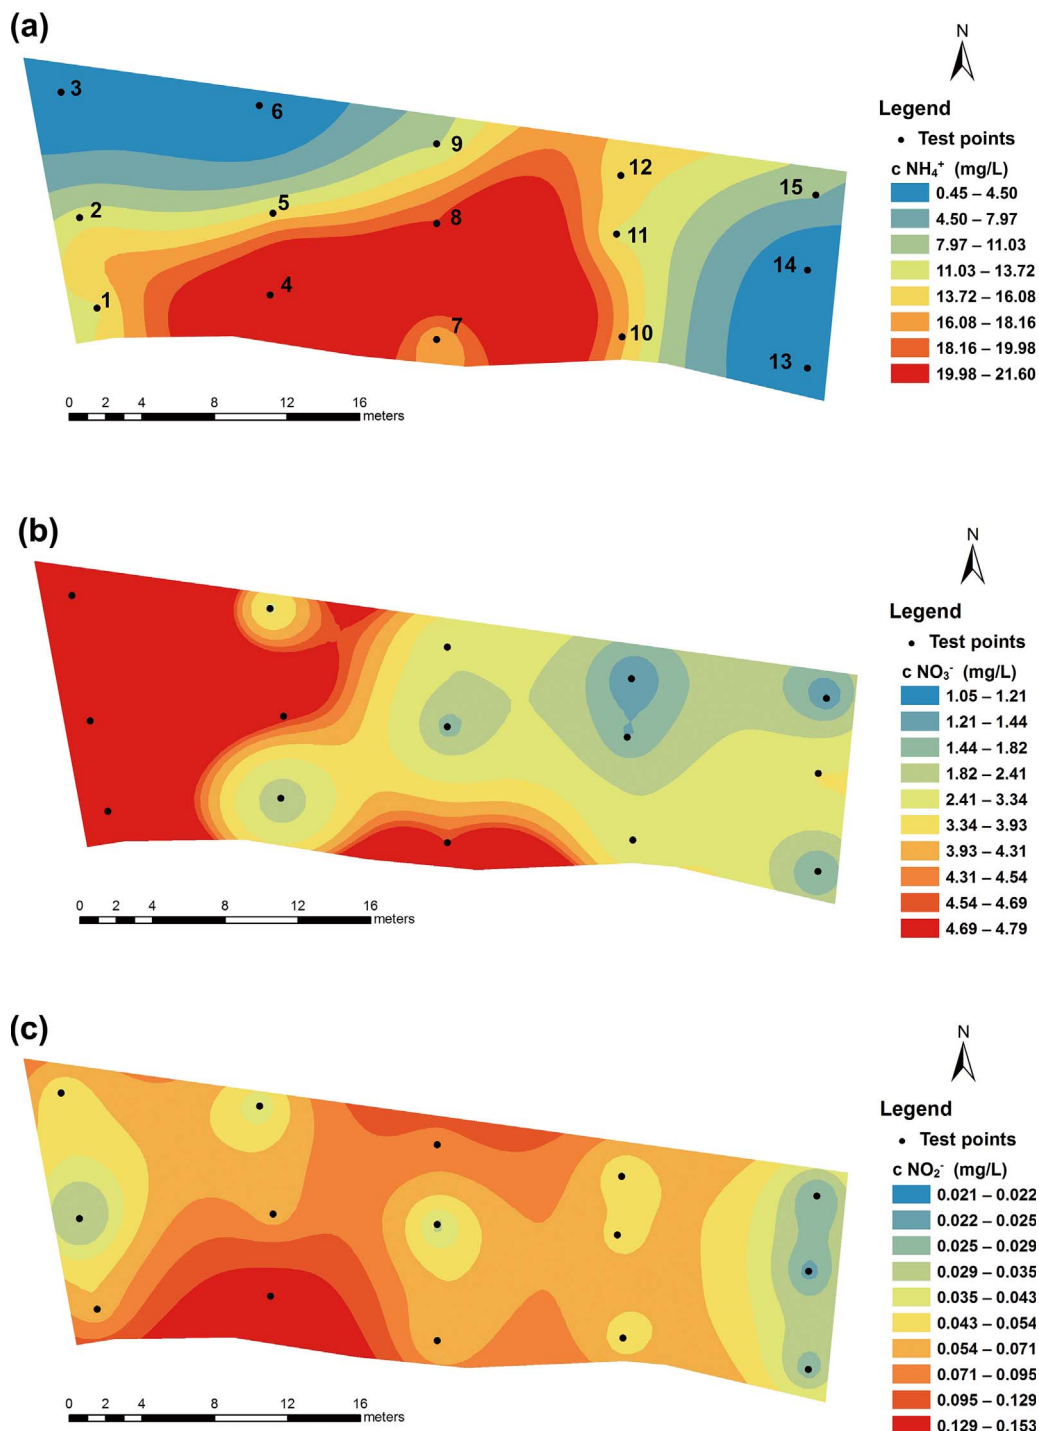 (a)
N
3
6
9
12
15
2
5
8
11
14
1
4
7
10
13
Legend
Test points
c NH₄⁺ (mg/L)
0.45 – 4.50
4.50 – 7.97
7.97 – 11.03
11.03 – 13.72
13.72 – 16.08
16.08 – 18.16
18.16 – 19.98
19.98 – 21.60
0 2 4 8 12 16
meters
(b)
N
Legend
Test points
c NO₃⁻ (mg/L)
1.05 – 1.21
1.21 – 1.44
1.44 – 1.82
1.82 – 2.41
2.41 – 3.34
3.34 – 3.93
3.93 – 4.31
4.31 – 4.54
4.54 – 4.69
4.69 – 4.79
0 2 4 8 12 16
meters
(c)
N
Legend
Test points
c NO₂⁻ (mg/L)
0.021 – 0.022
0.022 – 0.025
0.025 – 0.029
0.029 – 0.035
0.035 – 0.043
0.043 – 0.054
0.054 – 0.071
0.071 – 0.095
0.095 – 0.129
0.129 – 0.153
0 2 4 8 12 16
meters